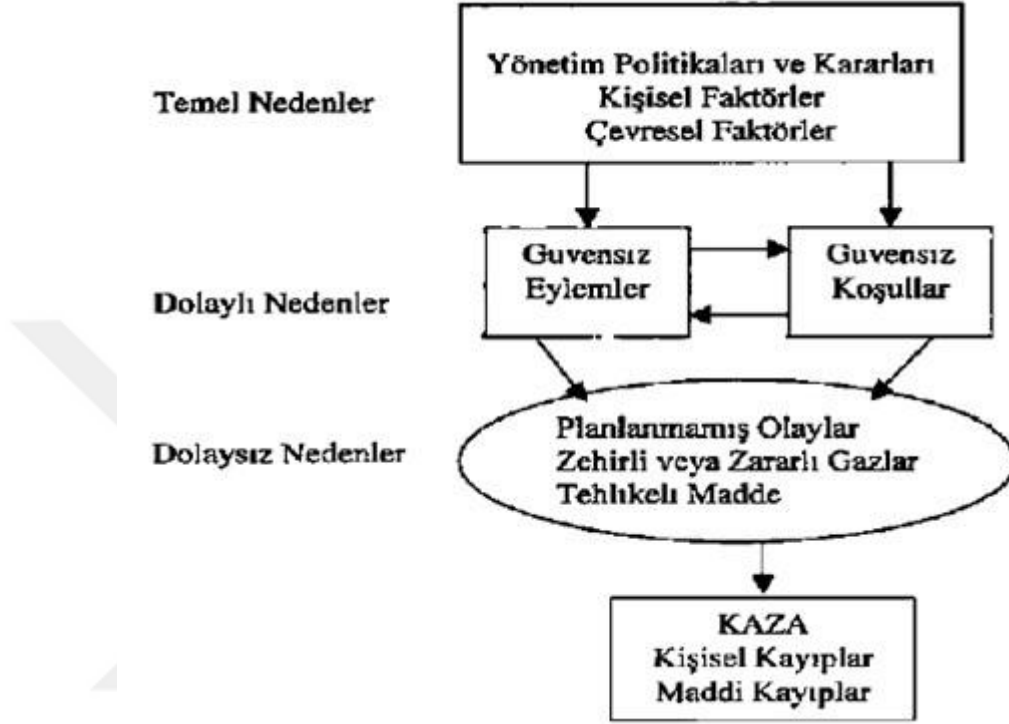 Yönetim Politikaları ve Kararları
Kişisel Faktörler
Çevresel Faktörler
Temel Nedenler
Guvensız
Eylemler
Guvensız
Koşullar
Dolaylı Nedenler
Planlanmamış Olaylar
Zehirli veya Zararlı Gazlar
Tehlıkelı Madde
Dolaysız Nedenler
KAZA
Kişisel Kayıplar
Maddi Kayıplar